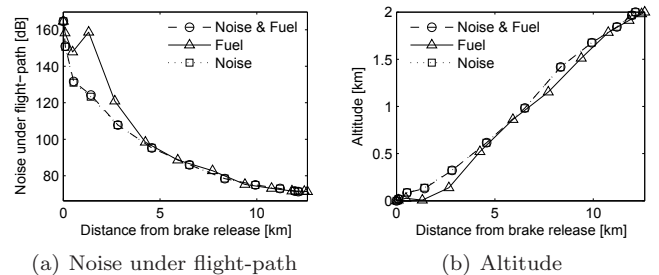 Noise under flight−path [dB]
160
140
120
100
80
0
5
10
Distance from brake release [km]
Noise & Fuel
Fuel
Noise
(a) Noise under flight-path
Altitude [km]
2
1.5
1
0.5
0
0
5
10
Distance from brake release [km]
Noise & Fuel
Fuel
Noise
(b) Altitude